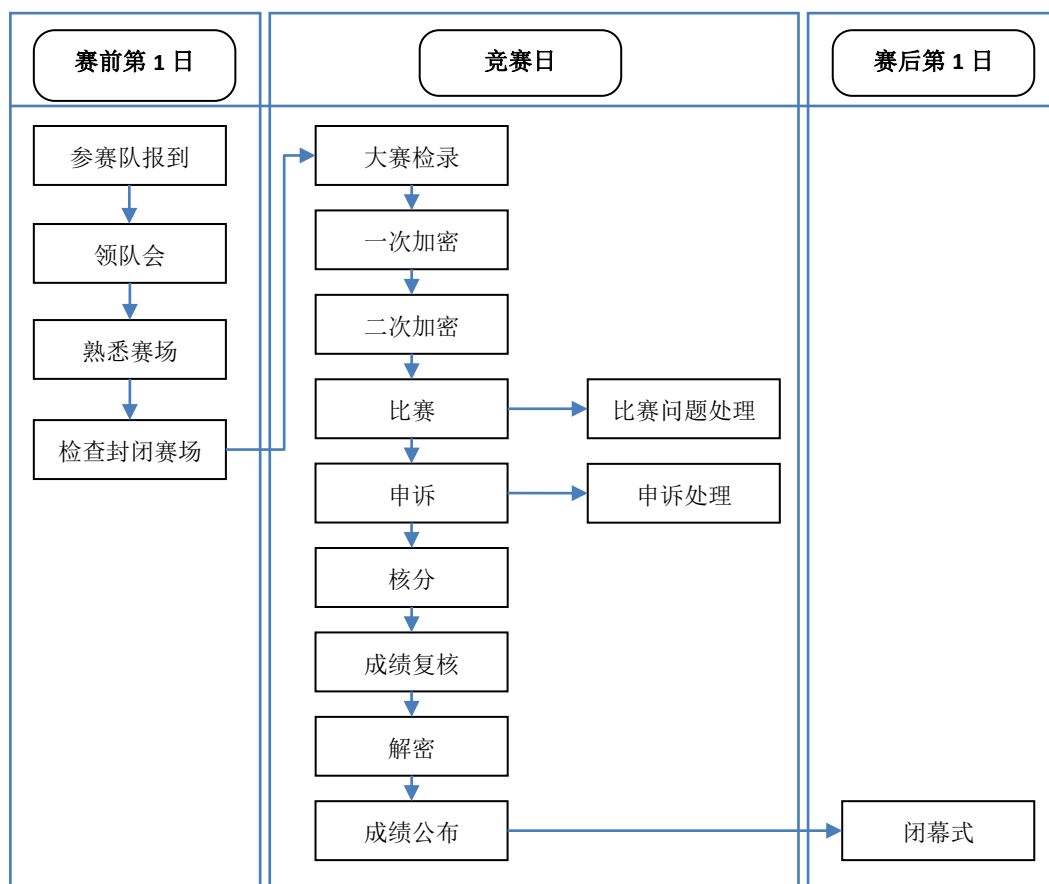 赛前第 1 日
竞赛日
赛后第 1 日
参赛队报到
领队会
熟悉赛场
检查封闭赛场
大赛检录
一次加密
二次加密
比赛
比赛问题处理
申诉
申诉处理
核分
成绩复核
解密
成绩公布
闭幕式